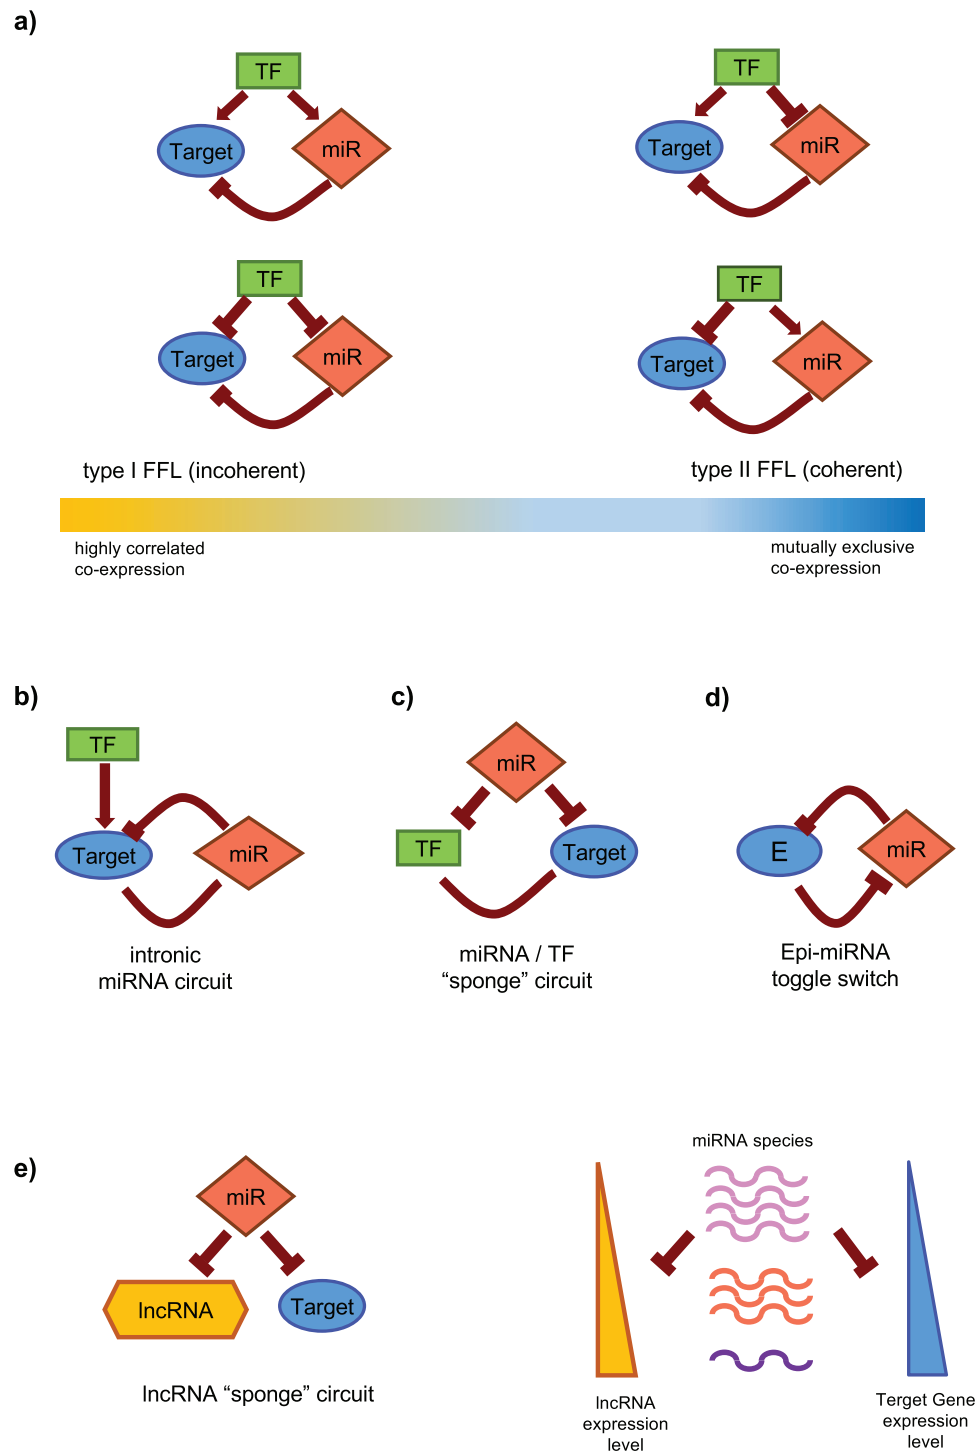 a)
TF
TF
Target
miR
Target
miR
TF
TF
Target
miR
Target
miR
type I FFL (incoherent)
type II FFL (coherent)
highly correlated
co-expression
mutually exclusive
co-expression
b)
TF
Target
miR
intronic
miRNA circuit
c)
miR
TF
Target
miRNA / TF
“sponge” circuit
d)
E
miR
Epi-miRNA
toggle switch
e)
miR
lncRNA
Target
lncRNA “sponge” circuit
miRNA species
lncRNA
expression
level
Terget Gene
expression
level